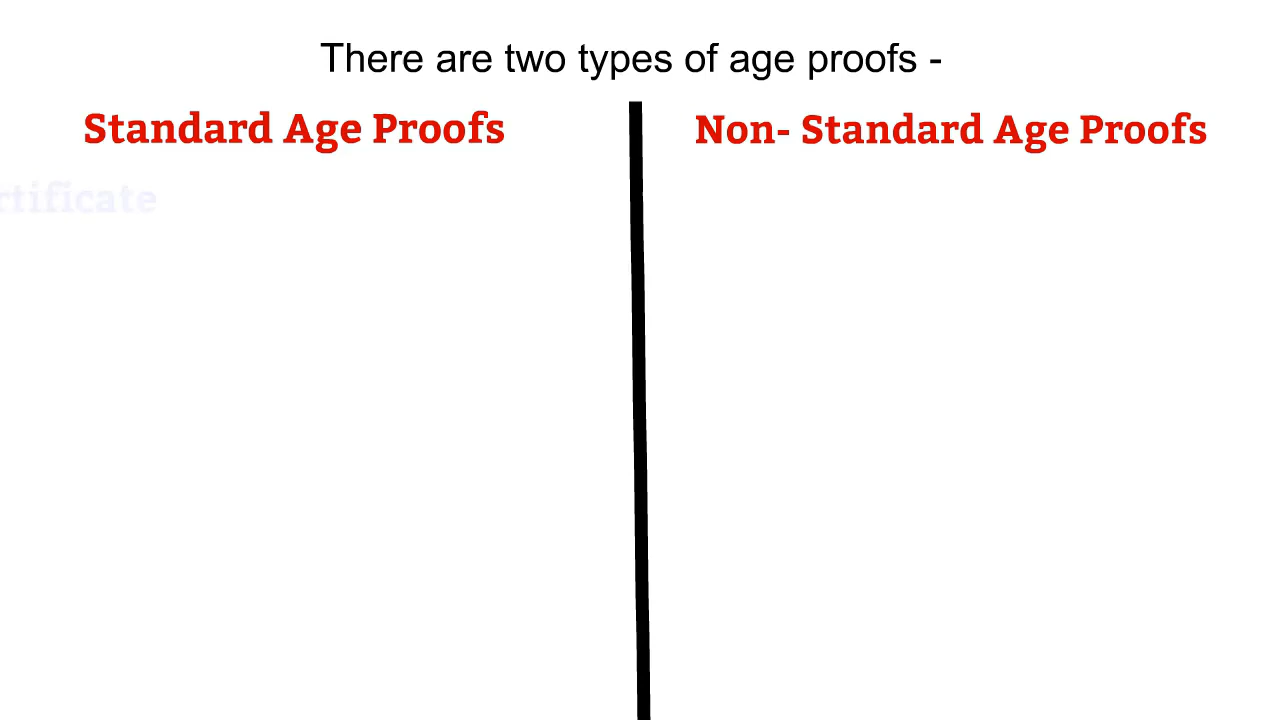 There are two types of age proofs -
Standard Age Proofs
Non- Standard Age Proofs